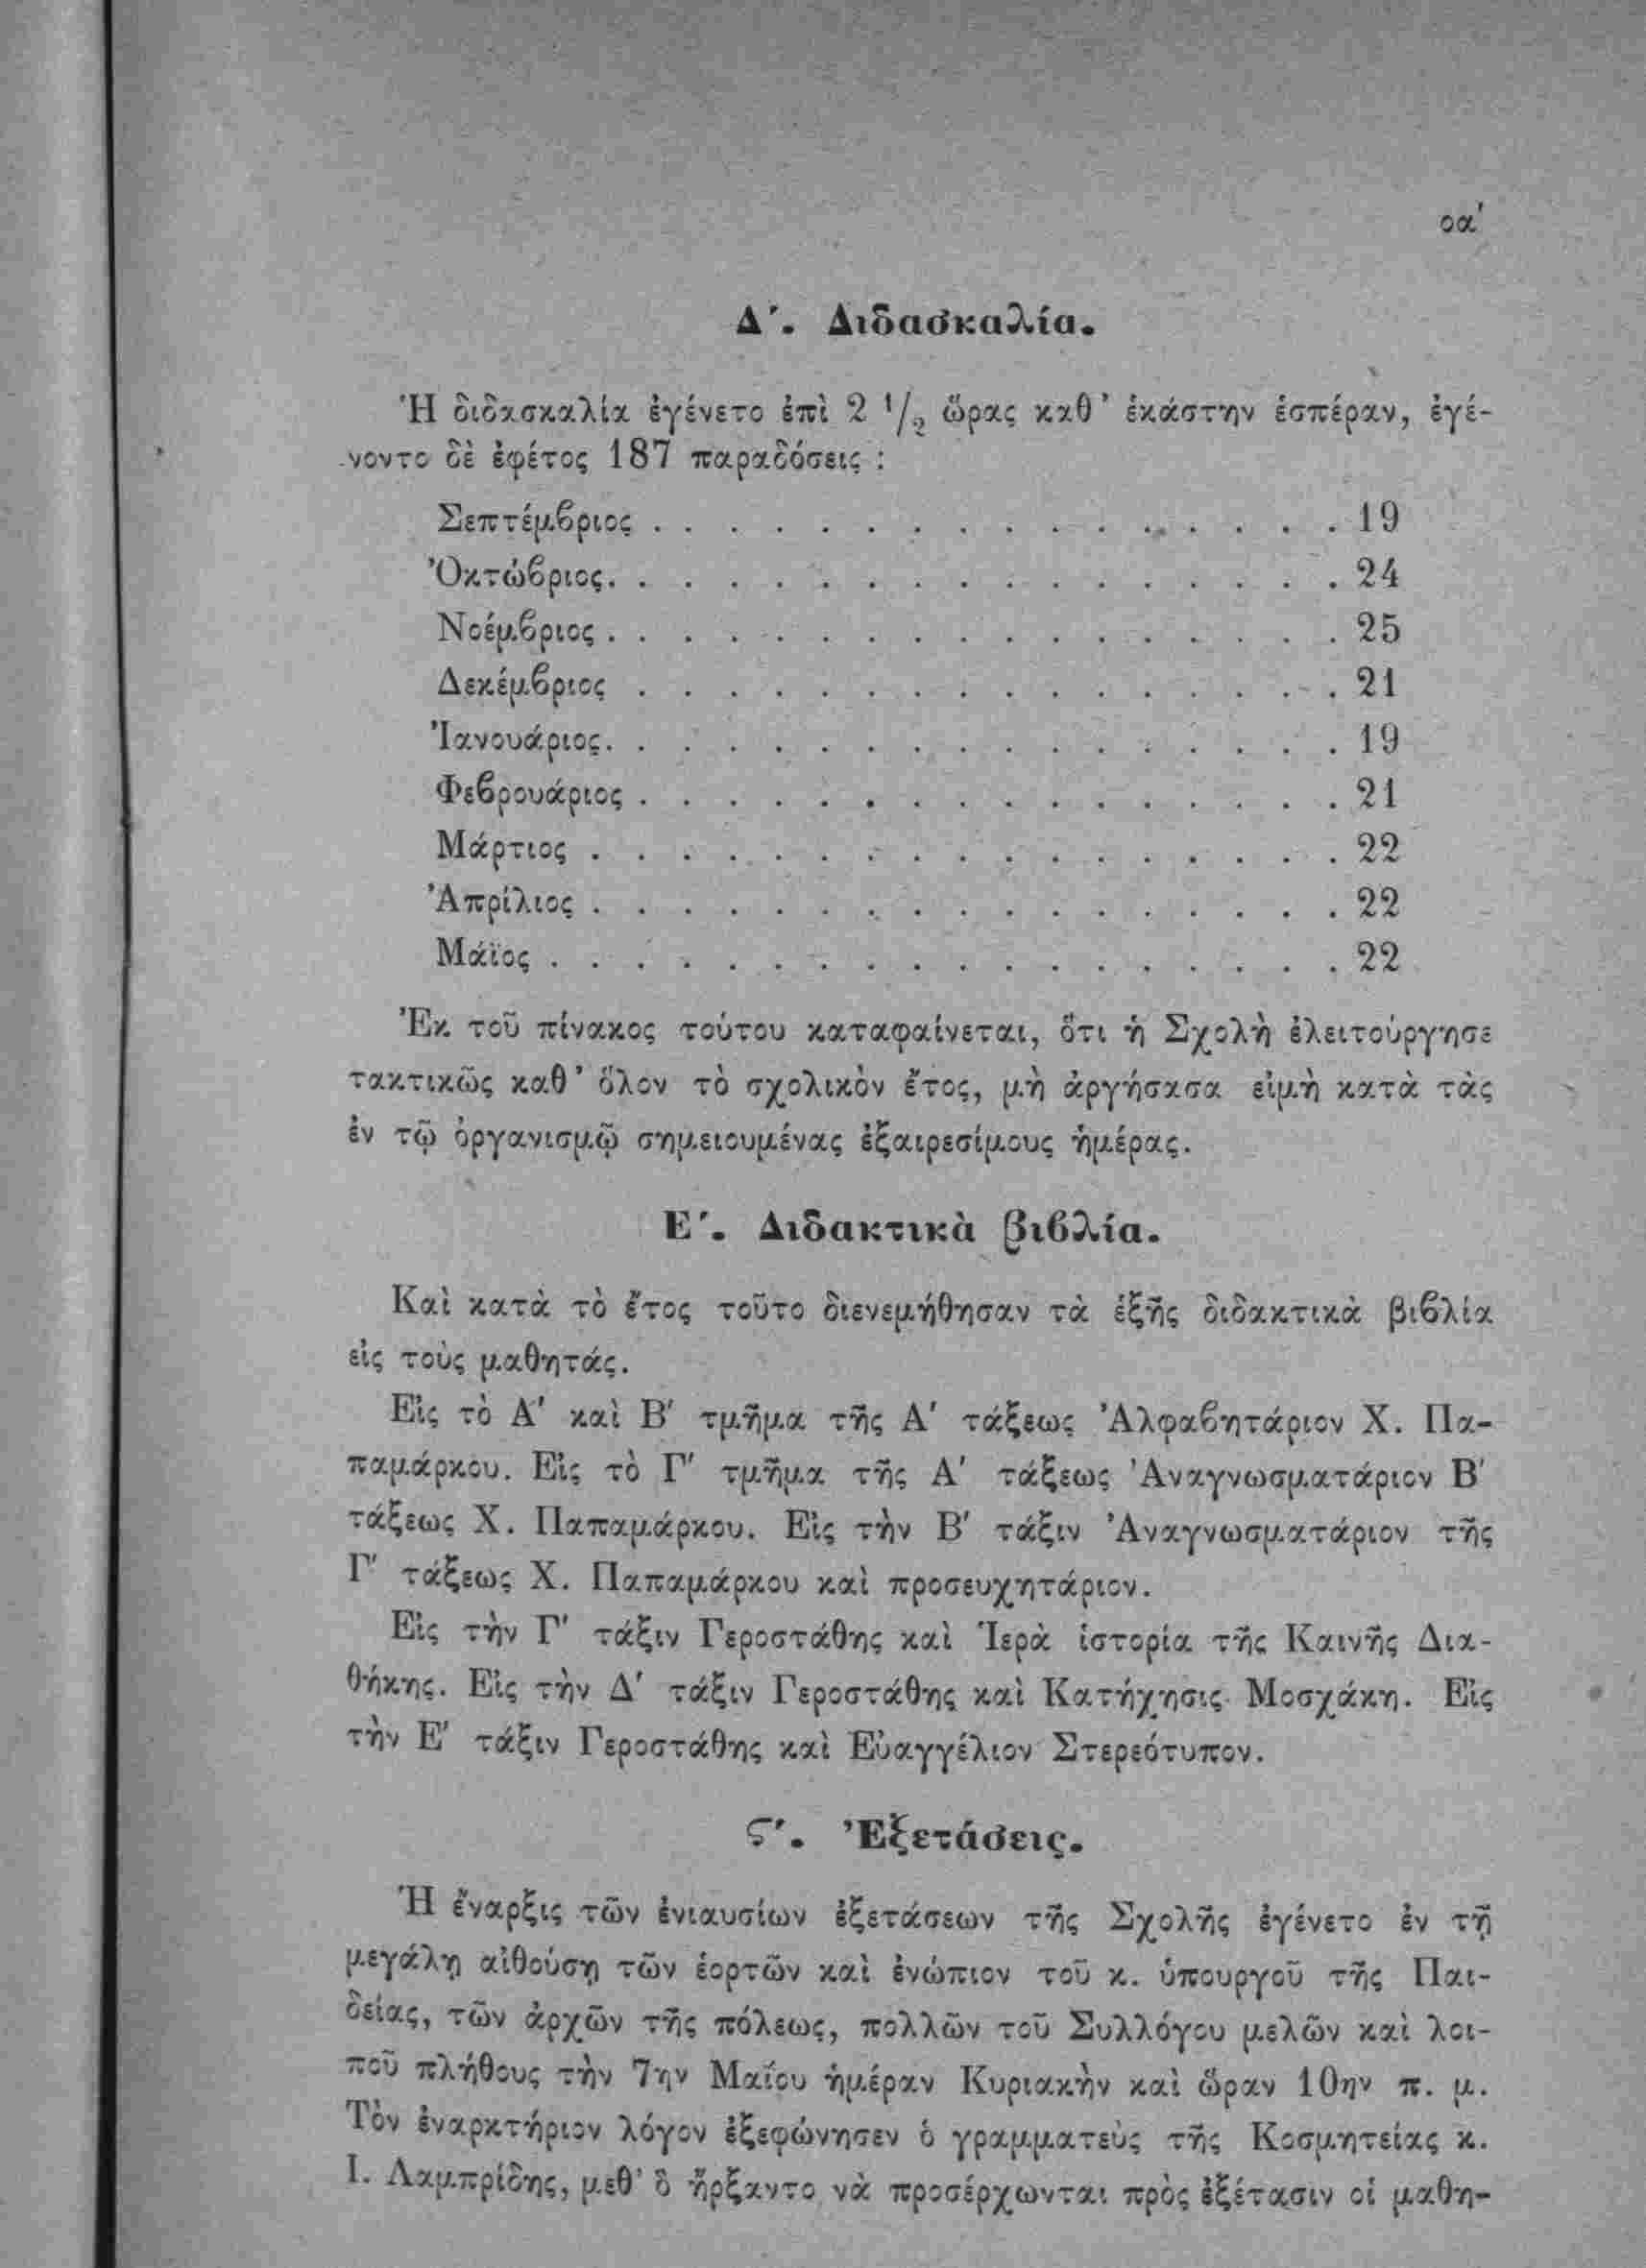 οα'
Δ'. Διδασκαλία.
Ἡ διδασκαλία ἐγένετο ἐπὶ 2 1/2 ὥρας καθ' ἑκάστην ἑσπέραν, ἐγέ-
νοντο δὲ ἐφέτος 187 παραδόσεις :
Σεπτέμβριος . . . . . . . . . . . . . . . . 19
Ὀκτώβριος. . . . . . . . . . . . . . . . . 24
Νοέμβριος . . . . . . . . . . . . . . . . . 25
Δεκέμβριος . . . . . . . . . . . . . . . . 21
Ἰανουάριος. . . . . . . . . . . . . . . . . 19
Φεβρουάριος . . . . . . . . . . . . . . . . 21
Μάρτιος . . . . . . . . . . . . . . . . . 22
Ἀπρίλιος . . . . . . . . . . . . . . . . . 22
Μάϊος . . . . . . . . . . . . . . . . . . 22
Ἐκ τοῦ πίνακος τούτου καταφαίνεται, ὅτι ἡ Σχολὴ ἐλειτούργησε
τακτικῶς καθ' ὅλον τὸ σχολικὸν ἔτος, μὴ ἀργήσασα εἰμὴ κατὰ τὰς
ἐν τῷ ὀργανισμῷ σημειουμένας ἐξαιρεσίμους ἡμέρας.
Ε'. Διδακτικὰ βιβλία.
Καὶ κατὰ τὸ ἔτος τοῦτο διενεμήθησαν τὰ ἑξῆς διδακτικὰ βιβλία
εἰς τοὺς μαθητάς.
Εἰς τὸ Α' καὶ Β' τμῆμα τῆς Α' τάξεως Ἀλφαβητάριον Χ. Πα-
παμάρκου. Εἰς τὸ Γ' τμῆμα τῆς Α' τάξεως Ἀναγνωσματάριον Β'
τάξεως Χ. Παπαμάρκου. Εἰς τὴν Β' τάξιν Ἀναγνωσματάριον τῆς
Γ' τάξεως Χ. Παπαμάρκου καὶ προσευχητάριον.
Εἰς τὴν Γ' τάξιν Γεροστάθης καὶ Ἱερὰ ἱστορία τῆς Καινῆς Δια-
θήκης. Εἰς τὴν Δ' τάξιν Γεροστάθης καὶ Κατήχησις Μοσχάκη. Εἰς
τὴν Ε' τάξιν Γεροστάθης καὶ Εὐαγγέλιον Στερεότυπον.
Ϛ'. Ἐξετάσεις.
Ἡ ἔναρξις τῶν ἐνιαυσίων ἐξετάσεων τῆς Σχολῆς ἐγένετο ἐν τῇ
μεγάλῃ αἰθούσῃ τῶν ἑορτῶν καὶ ἐνώπιον τοῦ κ. ὑπουργοῦ τῆς Παι-
δείας, τῶν ἀρχῶν τῆς πόλεως, πολλῶν τοῦ Συλλόγου μελῶν καὶ λοι-
ποῦ πλήθους τὴν 7ην Μαΐου ἡμέραν Κυριακὴν καὶ ὥραν 10ην π. μ.
Τὸν ἐναρκτήριον λόγον ἐξεφώνησεν ὁ γραμματεὺς τῆς Κοσμητείας κ.
Ι. Λαμπρίδης, μεθ' ὃ ἤρξαντο νὰ προσέρχωνται πρὸς ἐξέτασιν οἱ μαθη-